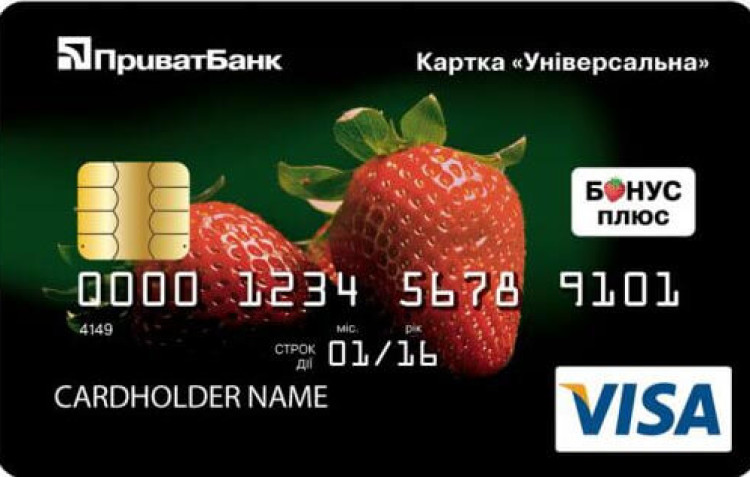 ПриватБанк
Картка «Універсальна»
БОНУС
ПЛЮС
0000 1234 5678 9101
4149
міс. рік
СТРОК ДІЇ 01/16
CARDHOLDER NAME
VISA